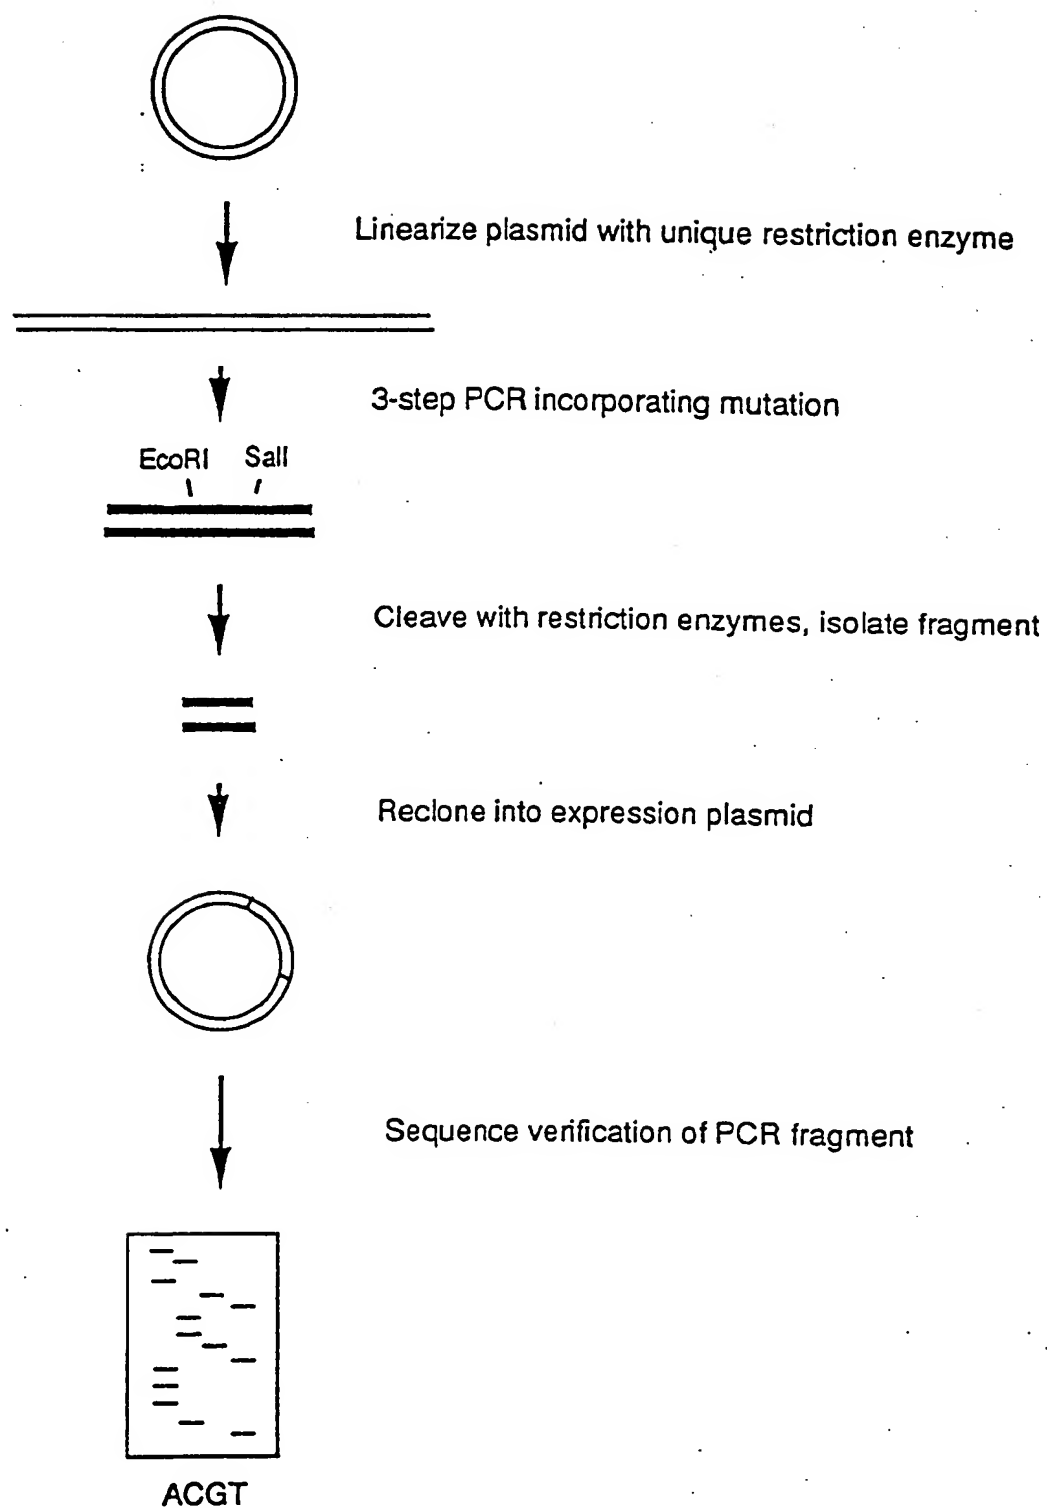 Linearize plasmid with unique restriction enzyme
3-step PCR incorporating mutation
EcoRI SalI
Cleave with restriction enzymes, isolate fragment
Reclone into expression plasmid
Sequence verification of PCR fragment
ACGT